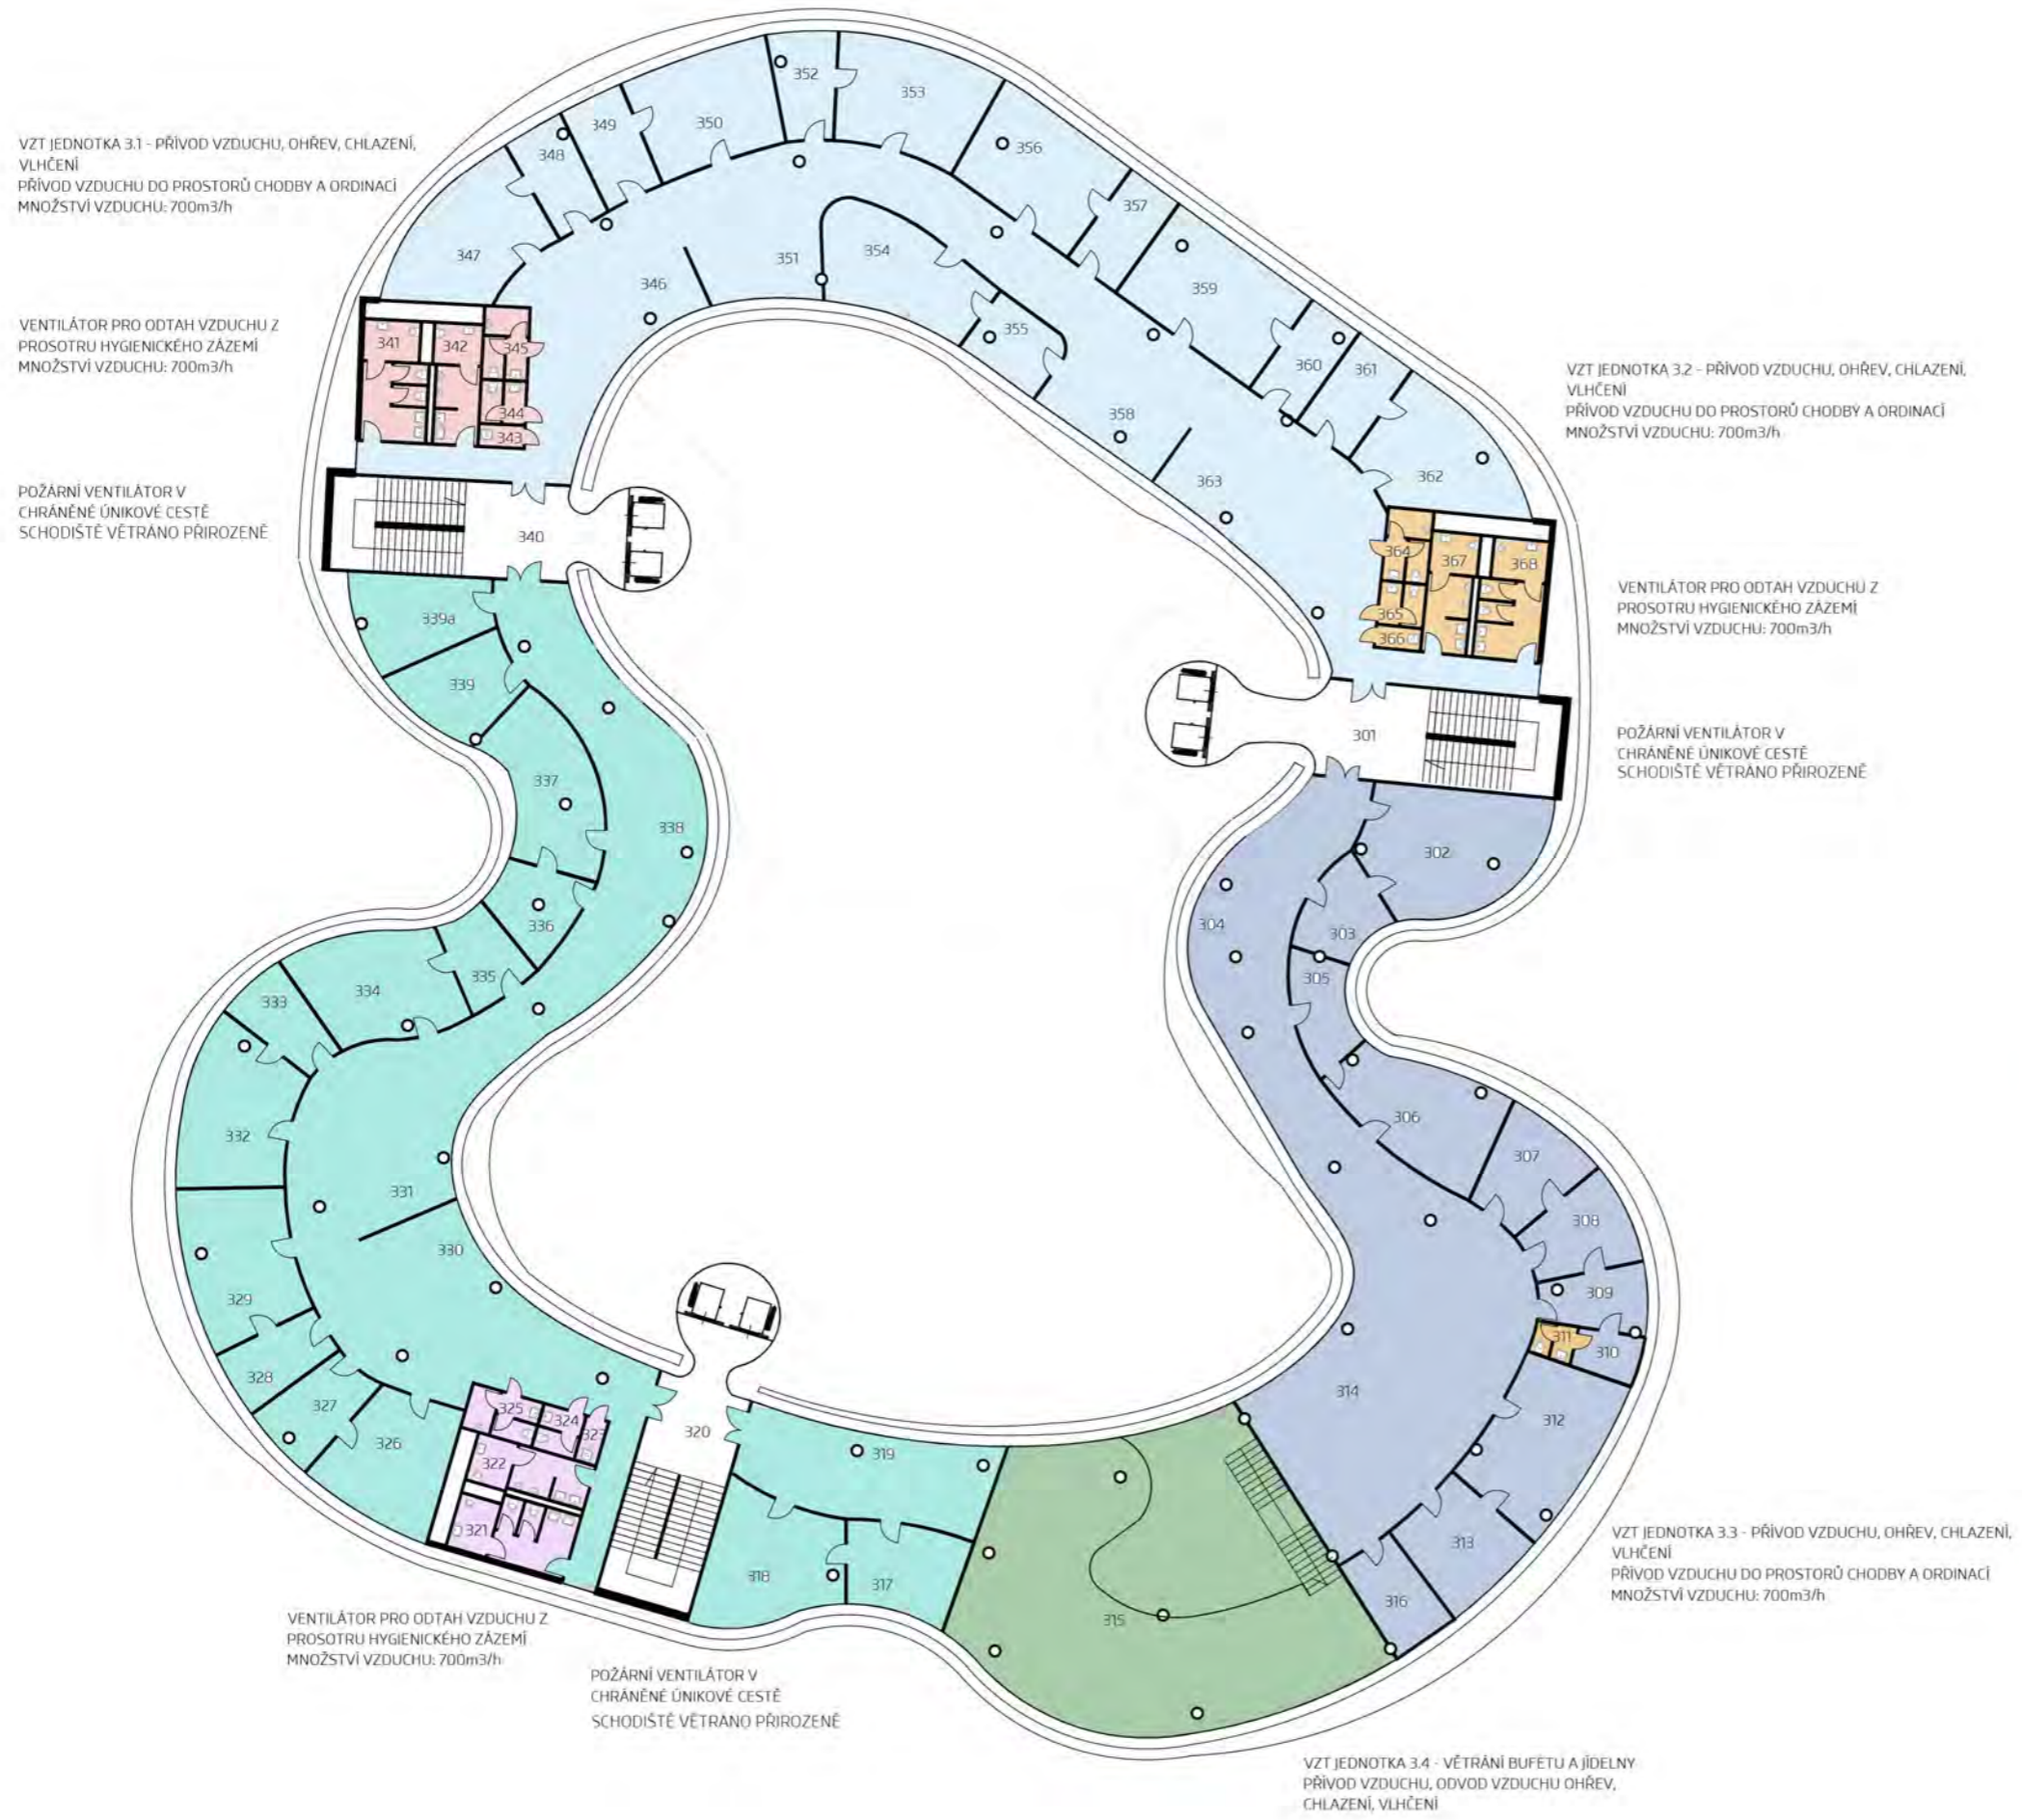 VZT JEDNOTKA 3.1 - PŘÍVOD VZDUCHU, OHŘEV, CHLAZENÍ,
VLHČENÍ
PŘÍVOD VZDUCHU DO PROSTORŮ CHODBY A ORDINACÍ
MNOŽSTVÍ VZDUCHU: 700m3/h
VENTILÁTOR PRO ODTAH VZDUCHU Z
PROSOTRU HYGIENICKÉHO ZÁZEMÍ
MNOŽSTVÍ VZDUCHU: 700m3/h
POŽÁRNÍ VENTILÁTOR V
CHRÁNĚNÉ ÚNIKOVÉ CESTĚ
SCHODIŠTĚ VĚTRÁNO PŘIROZENĚ
352
353
349
350
348
356
357
347
346
351
354
359
355
360
361
341
342
345
344
343
358
362
363
340
364
367
368
365
366
VZT JEDNOTKA 3.2 - PŘÍVOD VZDUCHU, OHŘEV, CHLAZENÍ,
VLHČENÍ
PŘÍVOD VZDUCHU DO PROSTORŮ CHODBY A ORDINACÍ
MNOŽSTVÍ VZDUCHU: 700m3/h
VENTILÁTOR PRO ODTAH VZDUCHU Z
PROSOTRU HYGIENICKÉHO ZÁZEMÍ
MNOŽSTVÍ VZDUCHU: 700m3/h
POŽÁRNÍ VENTILÁTOR V
CHRÁNĚNÉ ÚNIKOVÉ CESTĚ
SCHODIŠTĚ VĚTRÁNO PŘIROZENĚ
339a
339
301
337
338
302
336
304
303
335
305
334
333
306
332
307
331
308
330
309
329
311
310
328
314
327
325
324
323
312
326
320
319
322
321
313
318
317
316
315
VZT JEDNOTKA 3.3 - PŘÍVOD VZDUCHU, OHŘEV, CHLAZENÍ,
VLHČENÍ
PŘÍVOD VZDUCHU DO PROSTORŮ CHODBY A ORDINACÍ
MNOŽSTVÍ VZDUCHU: 700m3/h
VENTILÁTOR PRO ODTAH VZDUCHU Z
PROSOTRU HYGIENICKÉHO ZÁZEMÍ
MNOŽSTVÍ VZDUCHU: 700m3/h
POŽÁRNÍ VENTILÁTOR V
CHRÁNĚNÉ ÚNIKOVÉ CESTĚ
SCHODIŠTĚ VĚTRÁNO PŘIROZENĚ
VZT JEDNOTKA 3.4 - VĚTRÁNÍ BUFETU A JÍDELNY
PŘÍVOD VZDUCHU, ODVOD VZDUCHU OHŘEV,
CHLAZENÍ, VLHČENÍ